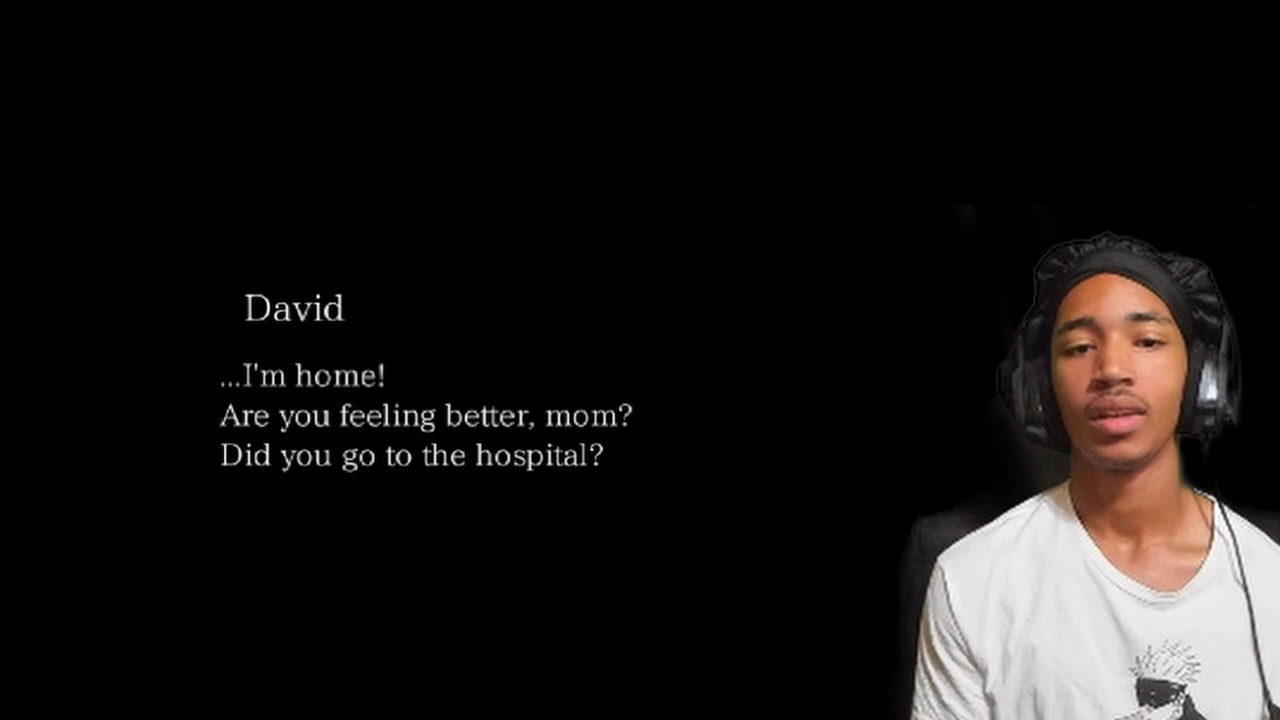 David
...I'm home!
Are you feeling better, mom?
Did you go to the hospital?